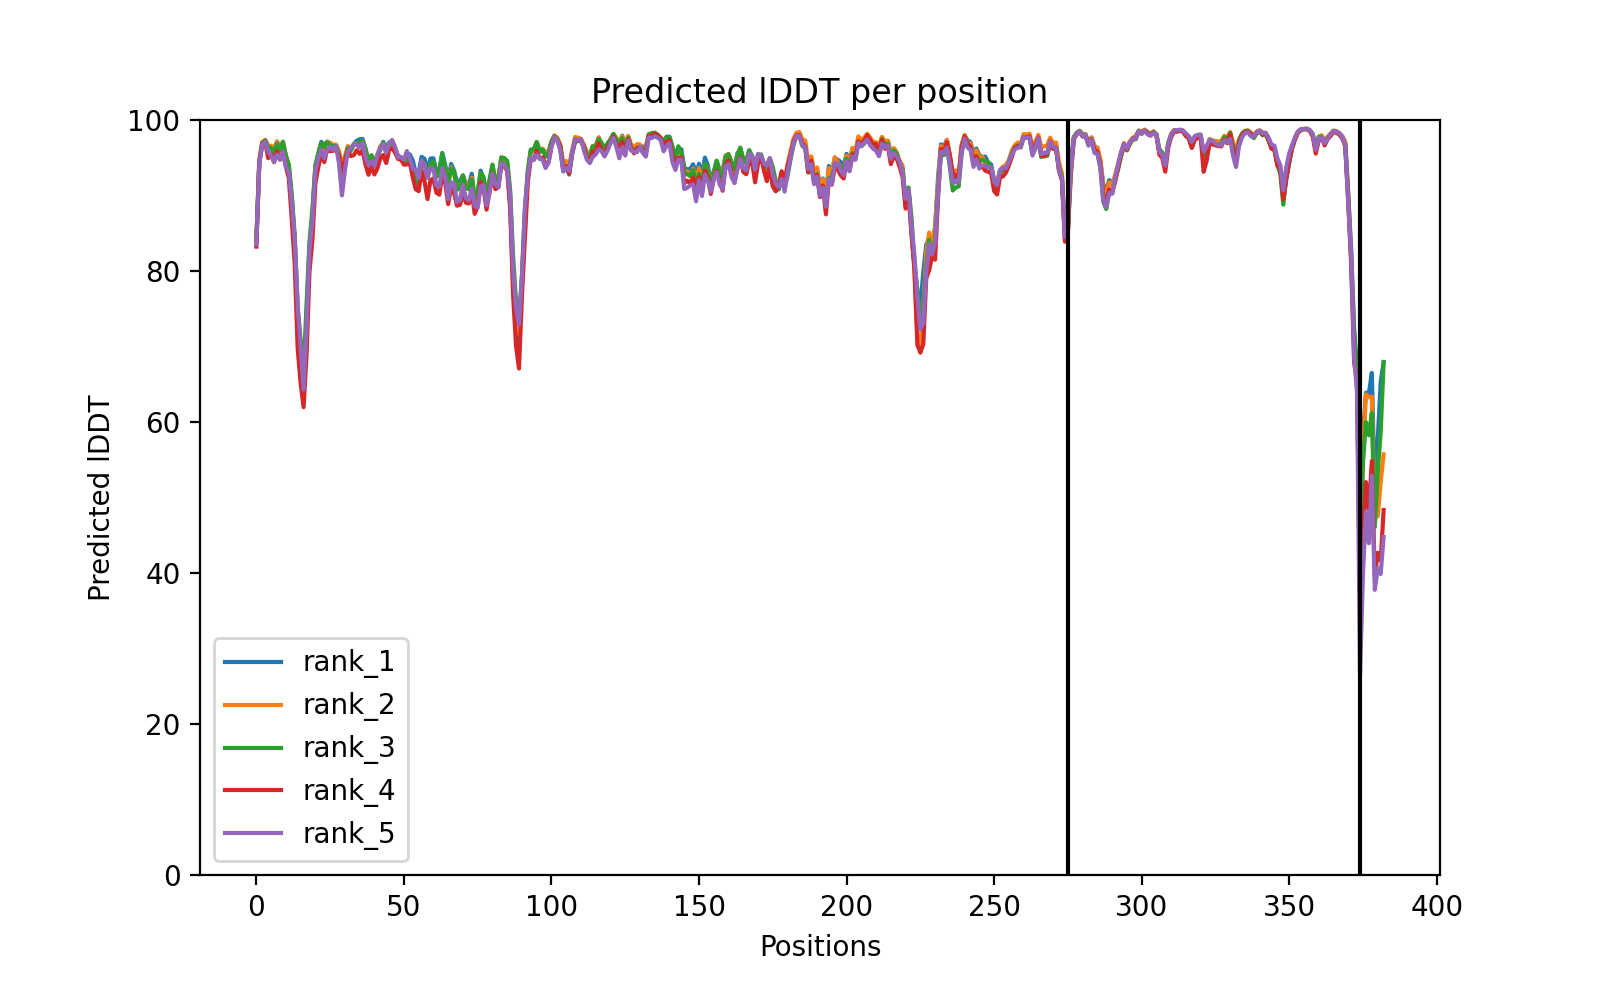 Predicted lDDT per position
100
80
60
40
20
0
Predicted lDDT
rank_1
rank_2
rank_3
rank_4
rank_5
0 50 100 150 200 250 300 350 400
Positions